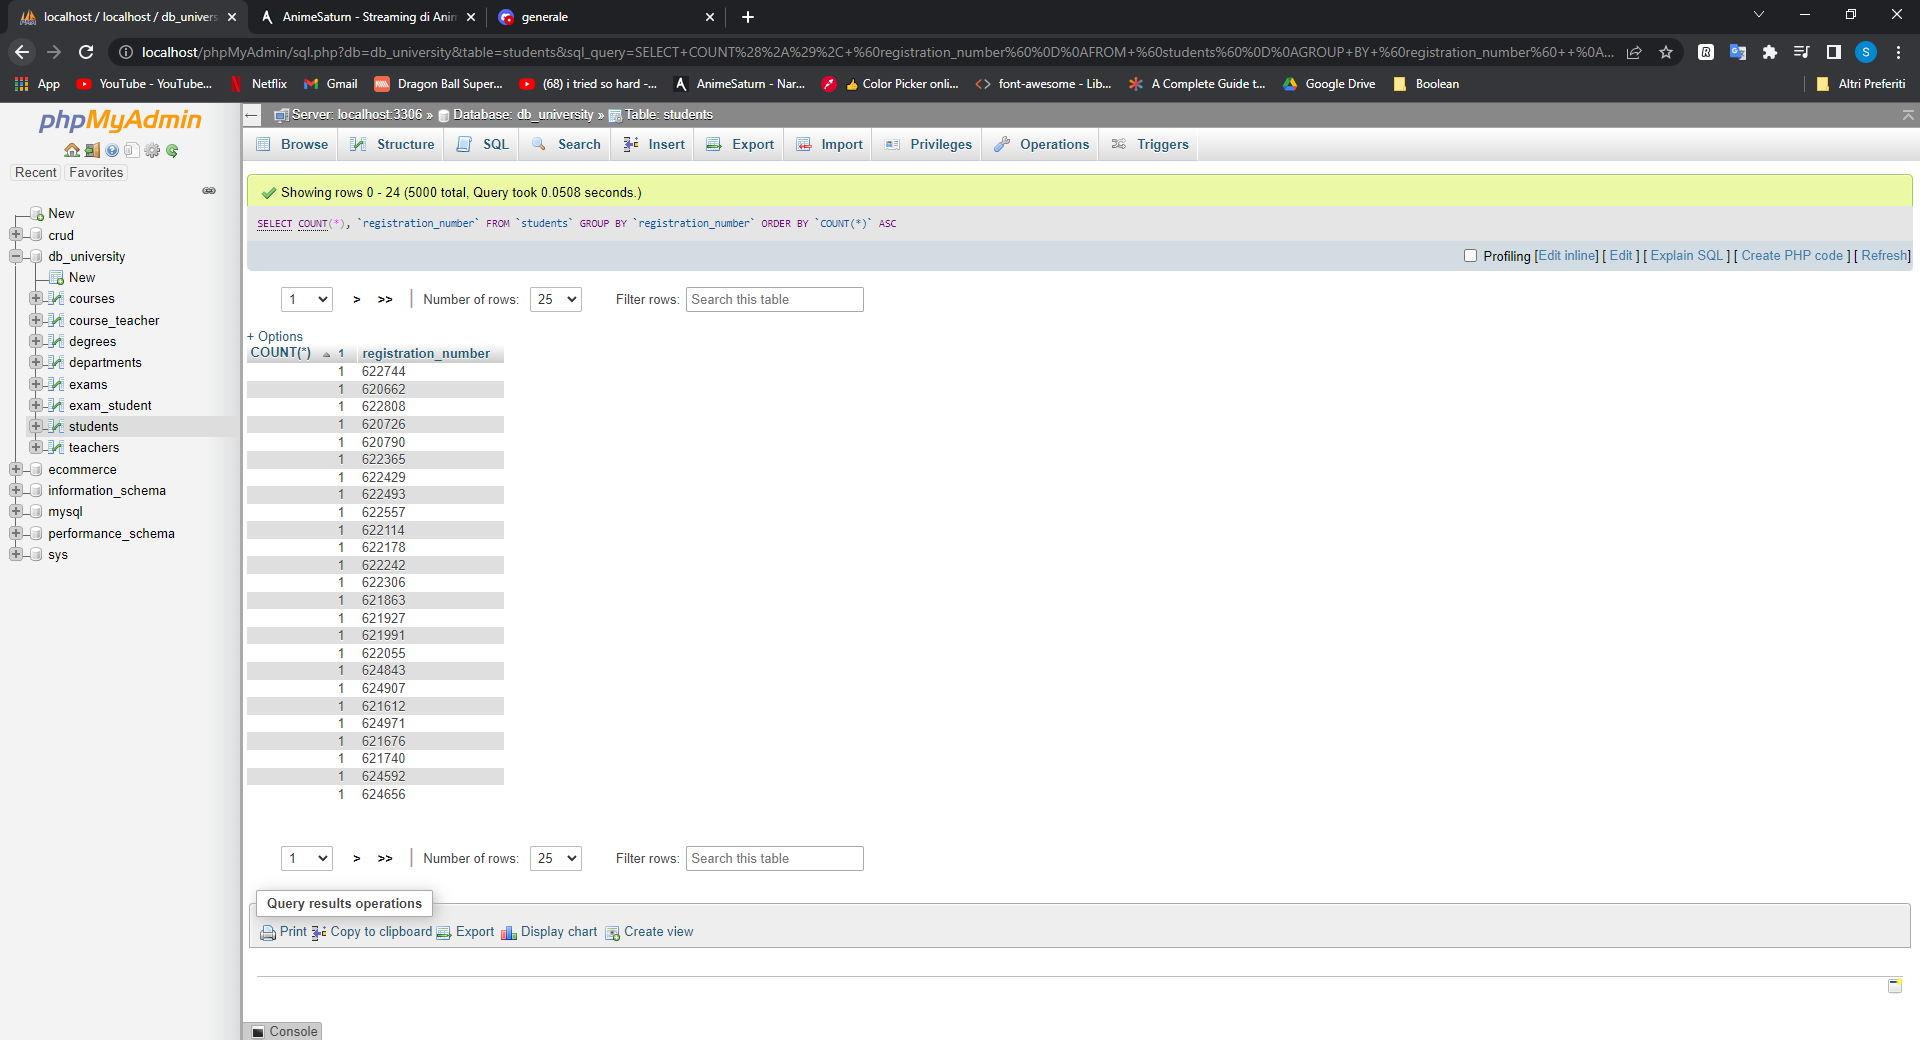 localhost / localhost / db_univers
AnimeSaturn - Streaming di Anim
generale
localhost/phpMyAdmin/sql.php?db=db_university&table=students&sql_query=SELECT+COUNT%28%2A%29%2C+%60registration_number%60%0D%0AFROM+%60students%60%0D%0AGROUP+BY+%60registration_number%60++%0A...
S
App
YouTube - YouTube...
Netflix
Gmail
Dragon Ball Super...
(68) i tried so hard -...
AnimeSaturn - Nar...
👍 Color Picker onli...
font-awesome - Lib...
A Complete Guide t...
Google Drive
Boolean
Altri Preferiti
phpMyAdmin
Recent
Favorites
New
crud
db_university
New
courses
course_teacher
degrees
departments
exams
exam_student
students
teachers
ecommerce
information_schema
mysql
performance_schema
sys
Server: localhost:3306 » Database: db_university » Table: students
Browse
Structure
SQL
Search
Insert
Export
Import
Privileges
Operations
Triggers
Showing rows 0 - 24 (5000 total, Query took 0.0508 seconds.)
SELECT COUNT(*), `registration_number` FROM `students` GROUP BY `registration_number` ORDER BY `COUNT(*)` ASC
Profiling [Edit inline] [ Edit ] [ Explain SQL ] [ Create PHP code ] [ Refresh]
1 > >> | Number of rows: 25 Filter rows: Search this table
+ Options
COUNT(*) 1 registration_number
1 622744
1 620662
1 622808
1 620726
1 620790
1 622365
1 622429
1 622493
1 622557
1 622114
1 622178
1 622242
1 622306
1 621863
1 621927
1 621991
1 622055
1 624843
1 624907
1 621612
1 624971
1 621676
1 621740
1 624592
1 624656
1 > >> | Number of rows: 25 Filter rows: Search this table
Query results operations
Print
Copy to clipboard
Export
Display chart
Create view
Console